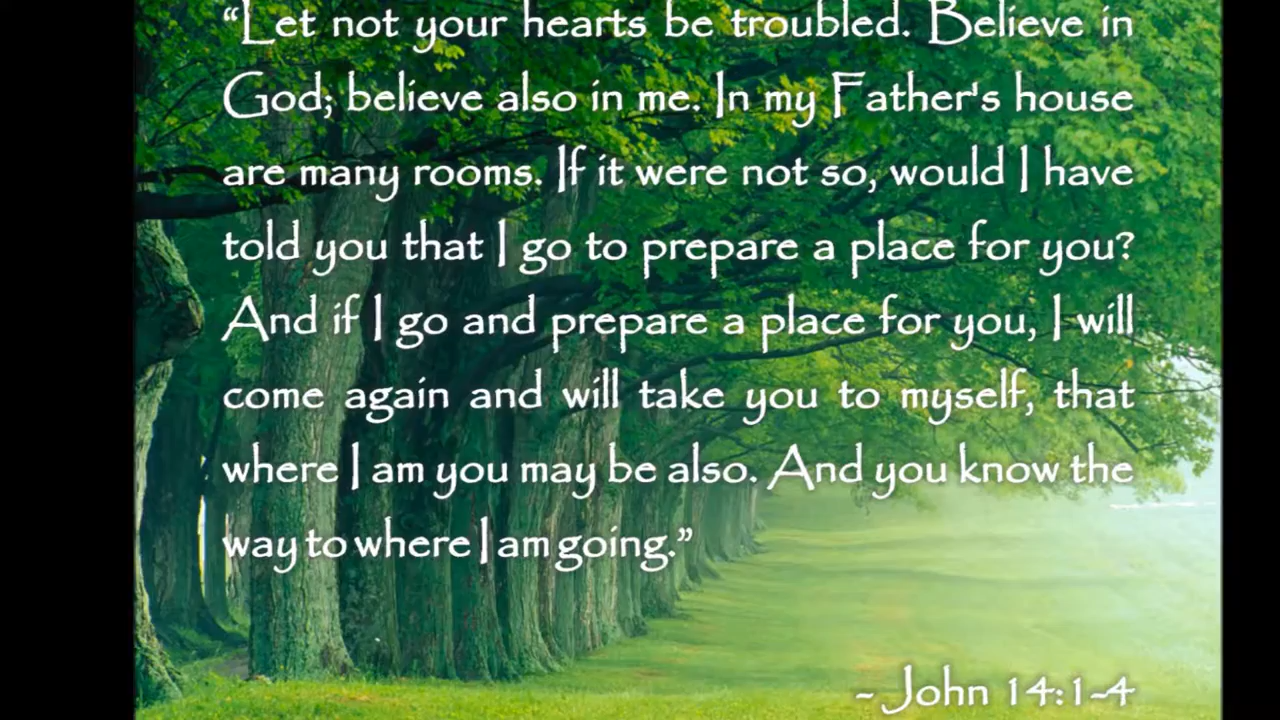 “Let not your hearts be troubled. Believe in
God; believe also in me. In my Father's house
are many rooms. If it were not so, would I have
told you that I go to prepare a place for you?
And if I go and prepare a place for you, I will
come again and will take you to myself, that
where I am you may be also. And you know the
way to where I am going.”
- John 14:1-4